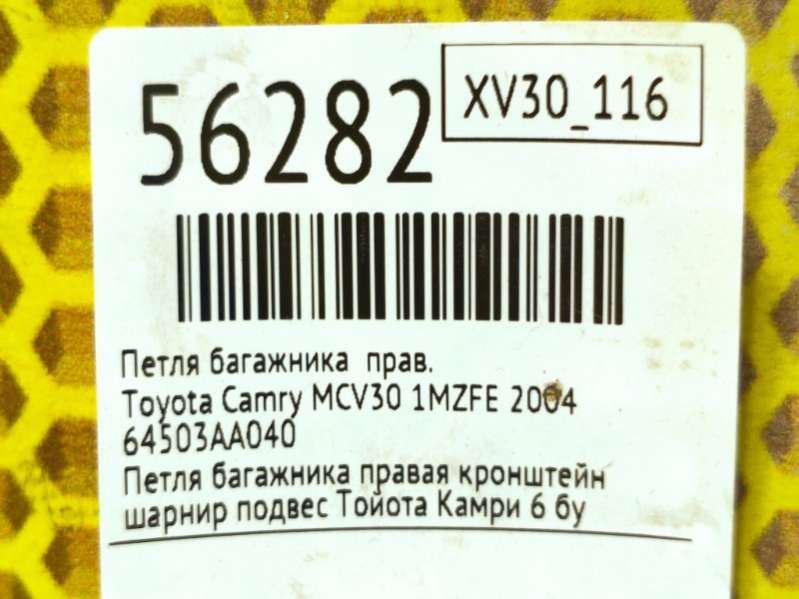 56282
XV30_116
Петля багажника прав.
Toyota Camry MCV30 1MZFE 2004
64503AA040
Петля багажника правая кронштейн
шарнир подвес Тойота Камри 6 бу